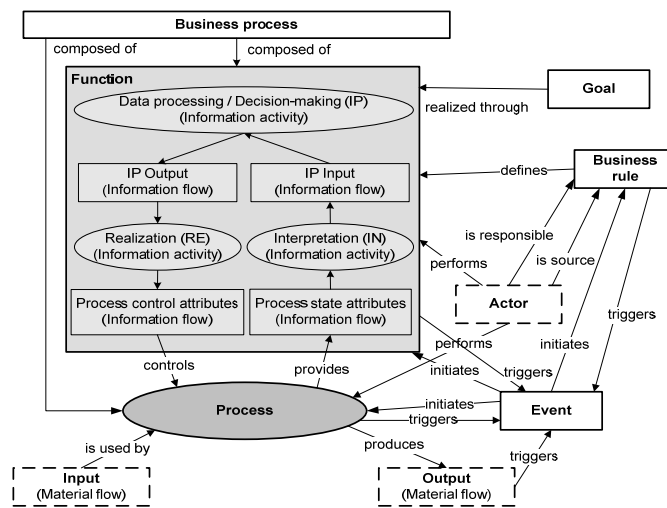 Business process
composed of
composed of
Function
Data processing / Decision-making (IP)
(Information activity)
realized through
Goal
IP Output
(Information flow)
IP Input
(Information flow)
defines
Business
rule
Realization (RE)
(Information activity)
Interpretation (IN)
(Information activity)
is responsible
is source
performs
Process control attributes
(Information flow)
Process state attributes
(Information flow)
Actor
triggers
controls
provides
performs
initiates
triggers
initiates
Process
initiates
triggers
Event
is used by
produces
triggers
Input
(Material flow)
Output
(Material flow)